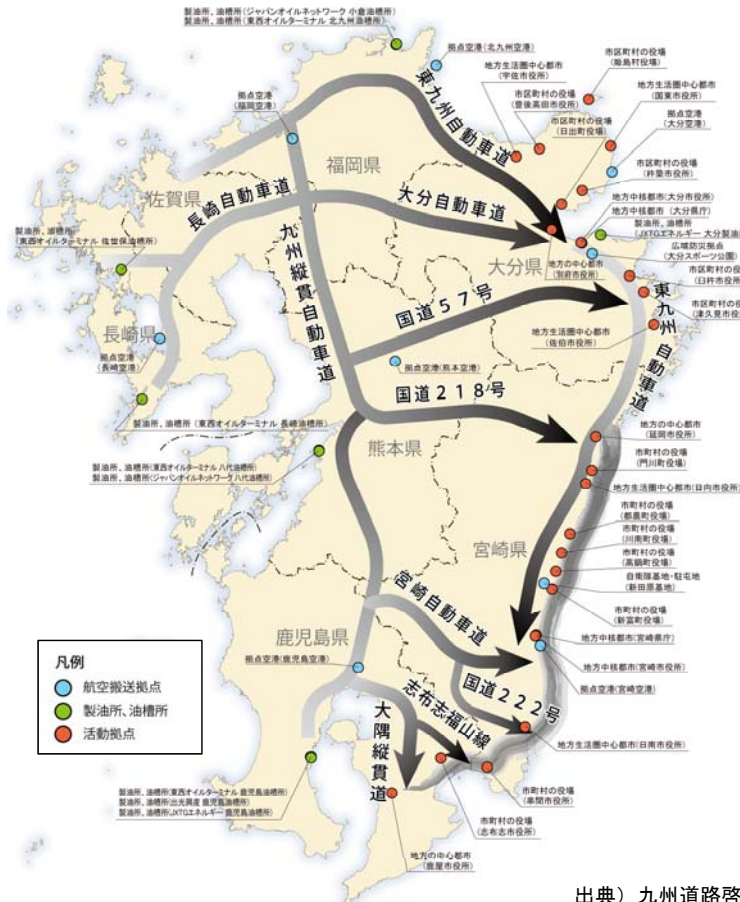 製油所、油槽所(ジャパンオイルネットワーク 小倉油槽所)
製油所、油槽所(東西オイルターミナル 北九州油槽所)
拠点空港(北九州空港)
地方生活圏中心都市
(宇佐市役所)
市区町村の役場
(姫島村役場)
市区町村の役場
(豊後高田市役所)
地方生活圏中心都市
(国東市役所)
市区町村の役場
(日出町役場)
拠点空港
(大分空港)
拠点空港
(福岡空港)
東九州自動車道
福岡県
市区町村の役場
(杵築市役所)
佐賀県
長崎自動車道
大分自動車道
地方中核都市(大分市役所)
地方中核都市(大分県庁)
製油所、油槽所
(JXTGエネルギー 大分製油
広域防災拠点
(大分スポーツ公園)
製油所、油槽所
(東西オイルターミナル 佐世保油槽所)
九州縦貫自動車道
大分県
地方の中心都市
(別府市役所)
市区町村の役
(臼杵市役所)
市区町村の役
(津久見市役
長崎県
国道57号
地方生活圏中心都市
(佐伯市役所)
東九州自動車道
拠点空港
(長崎空港)
拠点空港(熊本空港)
国道218号
製油所、油槽所(東西オイルターミナル 長崎油槽所)
熊本県
地方の中心都市
(延岡市役所)
製油所、油槽所(東西オイルターミナル 八代油槽所)
製油所、油槽所(ジャパンオイルネットワーク 八代油槽所)
市町村の役場
(門川町役場)
地方生活圏中心都市(日向市役所)
市町村の役場
(都農町役場)
宮崎県
市町村の役場
(川南町役場)
市町村の役場
(高鍋町役場)
自衛隊基地・駐屯地
(新田原基地)
市町村の役場
(新富町役場)
宮崎自動車道
鹿児島県
地方中核都市(宮崎県庁)
拠点空港(鹿児島空港)
地方中核都市(宮崎市役所)
拠点空港(宮崎空港)
凡例
航空搬送拠点
製油所、油槽所
活動拠点
国道222号
志布志福山線
大隅縦貫道
地方生活圏中心都市(日南市役所)
製油所、油槽所(東西オイルターミナル 鹿児島油槽所)
製油所、油槽所(出光興産 鹿児島油槽所)
製油所、油槽所(JXTGエネルギー 鹿児島油槽所)
市町村の役場
(串間市役所)
市町村の役場
(志布志市役所)
地方の中心都市
(鹿屋市役所)
出典）九州道路啓